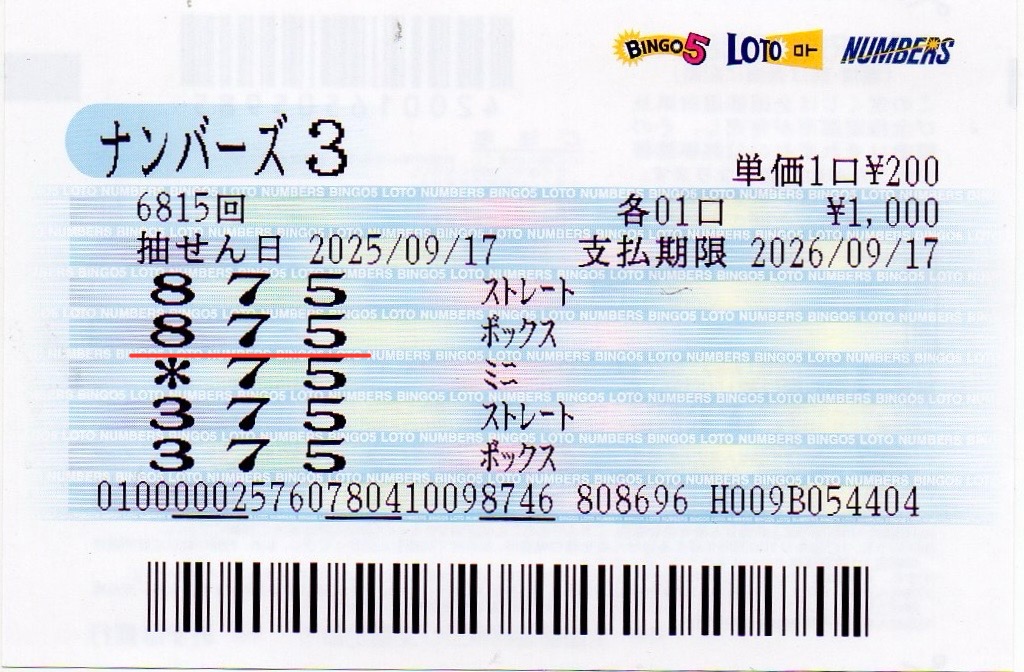 BINGO5 LOTO ロト NUMBERS
ナンバーズ3
単価1口¥200
6815回 各01口 ¥1,000
抽せん日 2025/09/17 支払期限 2026/09/17
8 7 5 ストレート
8 7 5 ボックス
* 7 5 ミニ
3 7 5 ストレート
3 7 5 ボックス
010000025760780410098746 808696 H009B054404